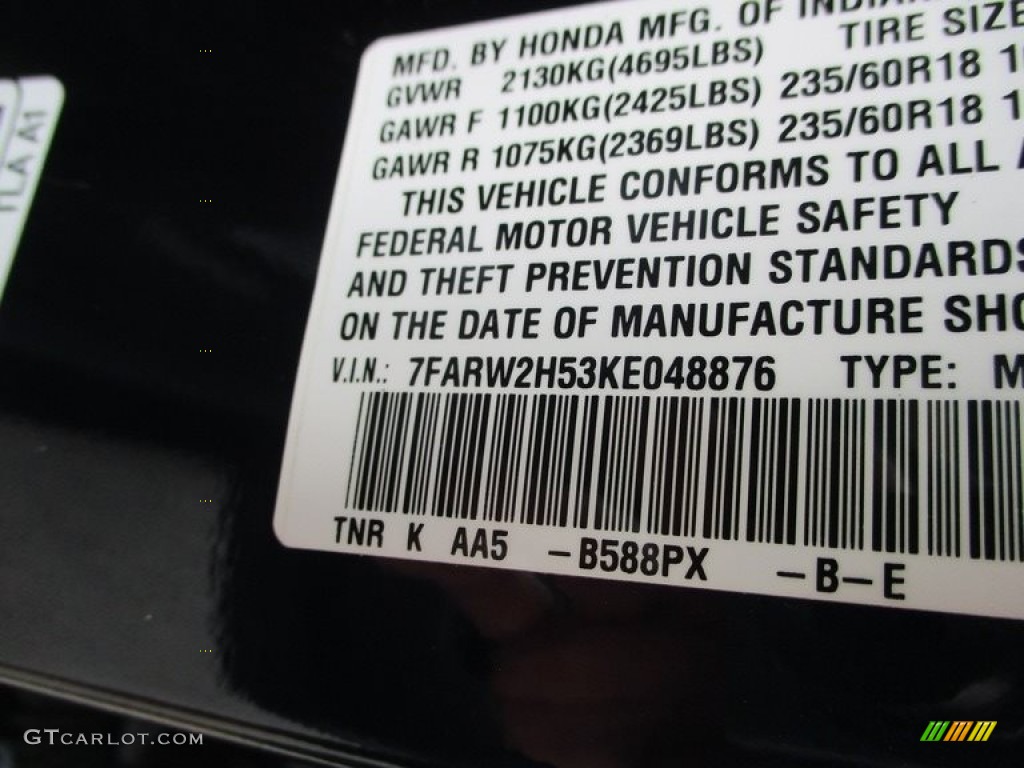 MFD. BY HONDA MFG. OF
TIRE SIZE
GVWR 2130KG(4695LBS)
GAWR F 1100KG(2425LBS) 235/60R18
GAWR R 1075KG(2369LBS) 235/60R18
THIS VEHICLE CONFORMS TO ALL
FEDERAL MOTOR VEHICLE SAFETY
AND THEFT PREVENTION STANDARDS
ON THE DATE OF MANUFACTURE
V.I.N.: 7FARW2H53KE048876 TYPE:
TNR K AA5 -B588PX -B-E
A1
GTCARLOT.COM